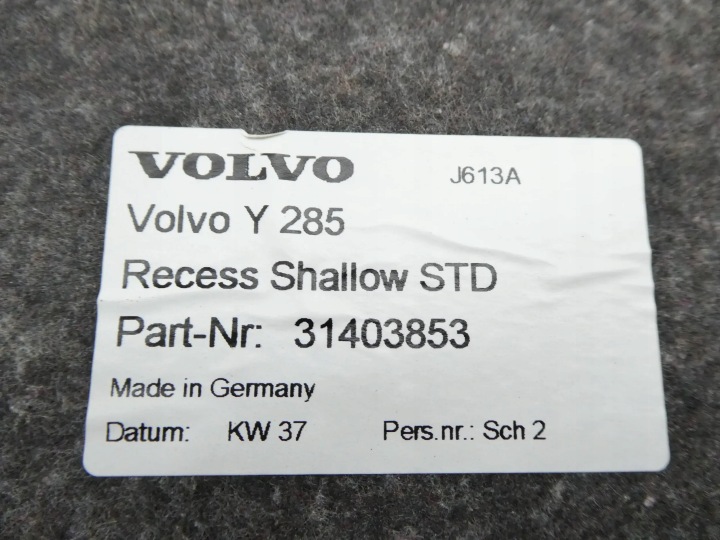 VOLVO J613A
Volvo Y 285
Recess Shallow STD
Part-Nr: 31403853
Made in Germany
Datum: KW 37 Pers.nr.: Sch 2